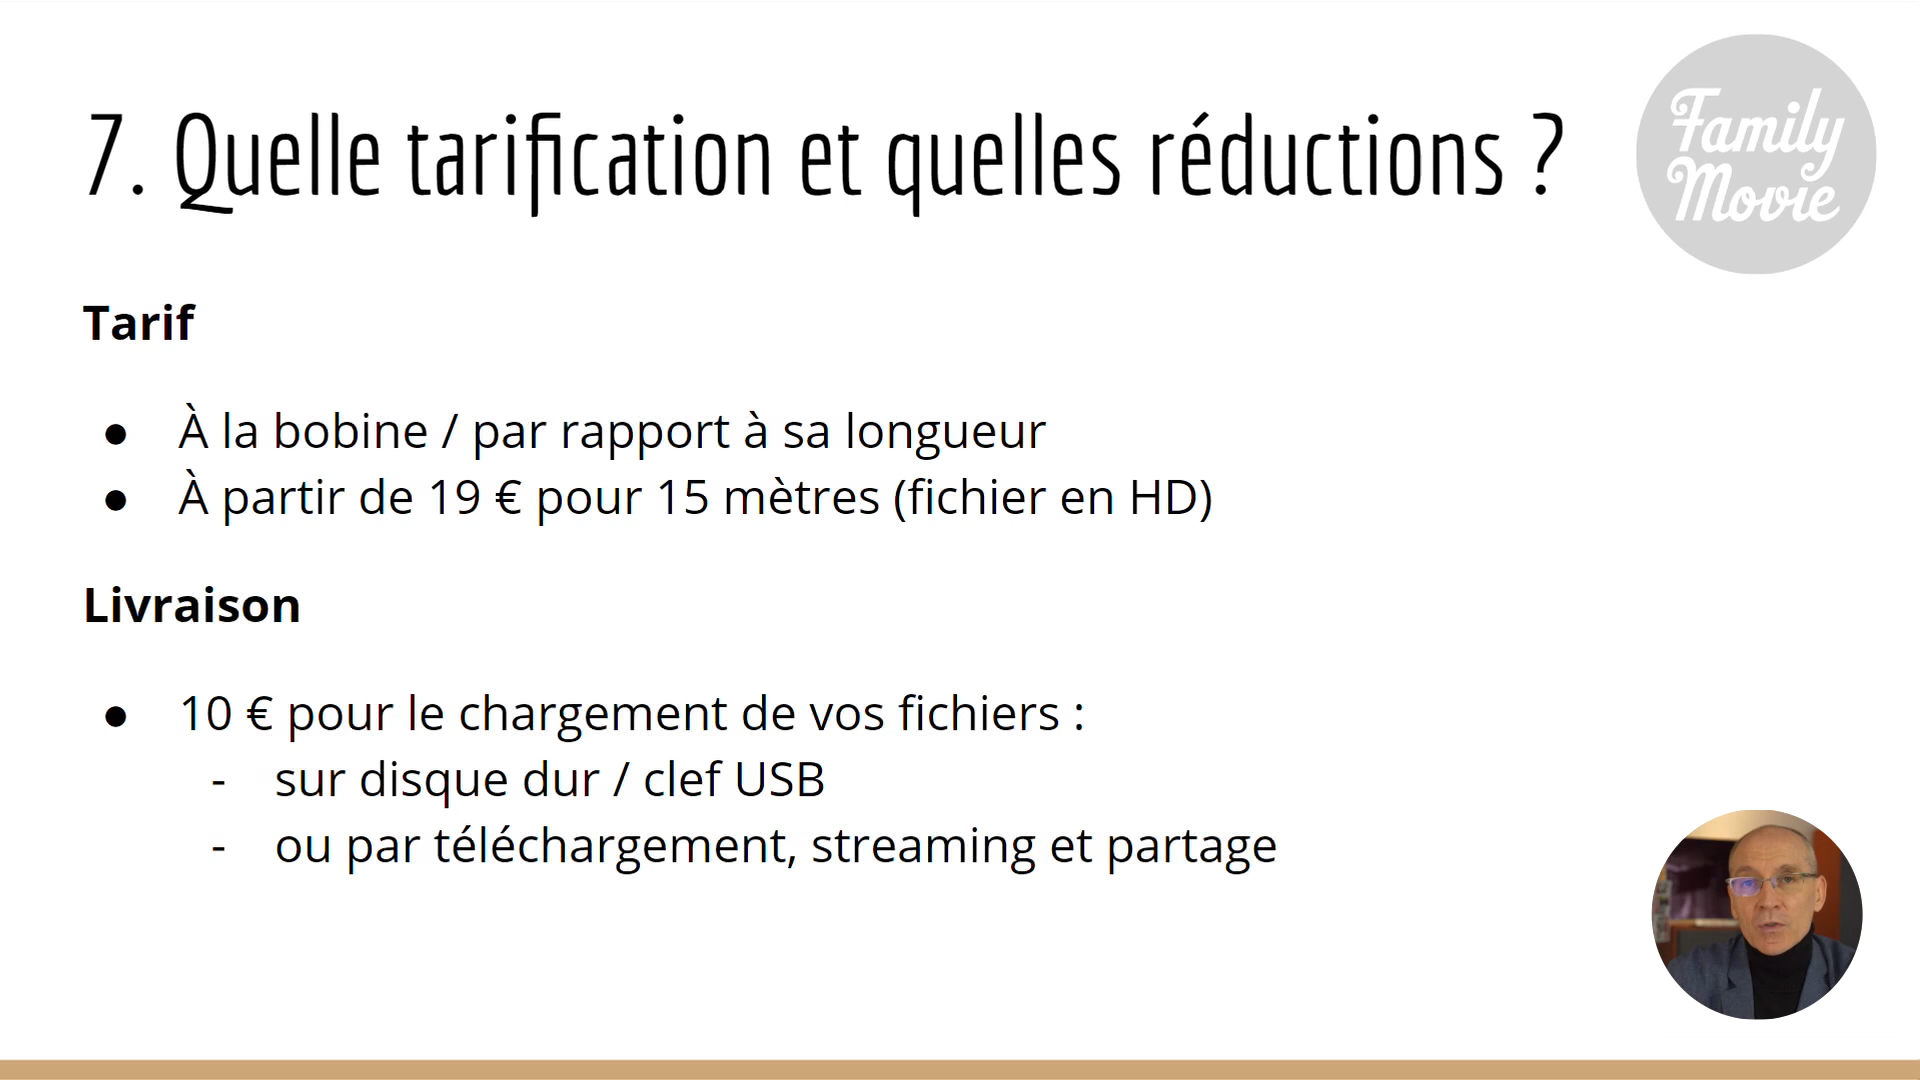 7. Quelle tarification et quelles réductions ?
Family
Movie
Tarif
● À la bobine / par rapport à sa longueur
● À partir de 19 € pour 15 mètres (fichier en HD)
Livraison
● 10 € pour le chargement de vos fichiers :
- sur disque dur / clef USB
- ou par téléchargement, streaming et partage